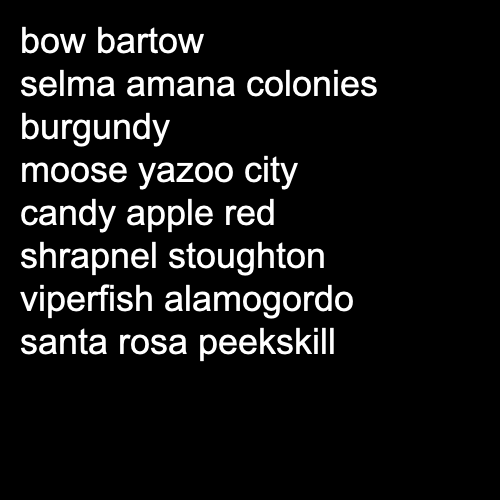 bow bartow
selma amana colonies
burgundy
moose yazoo city
candy apple red
shrapnel stoughton
viperfish alamogordo
santa rosa peekskill